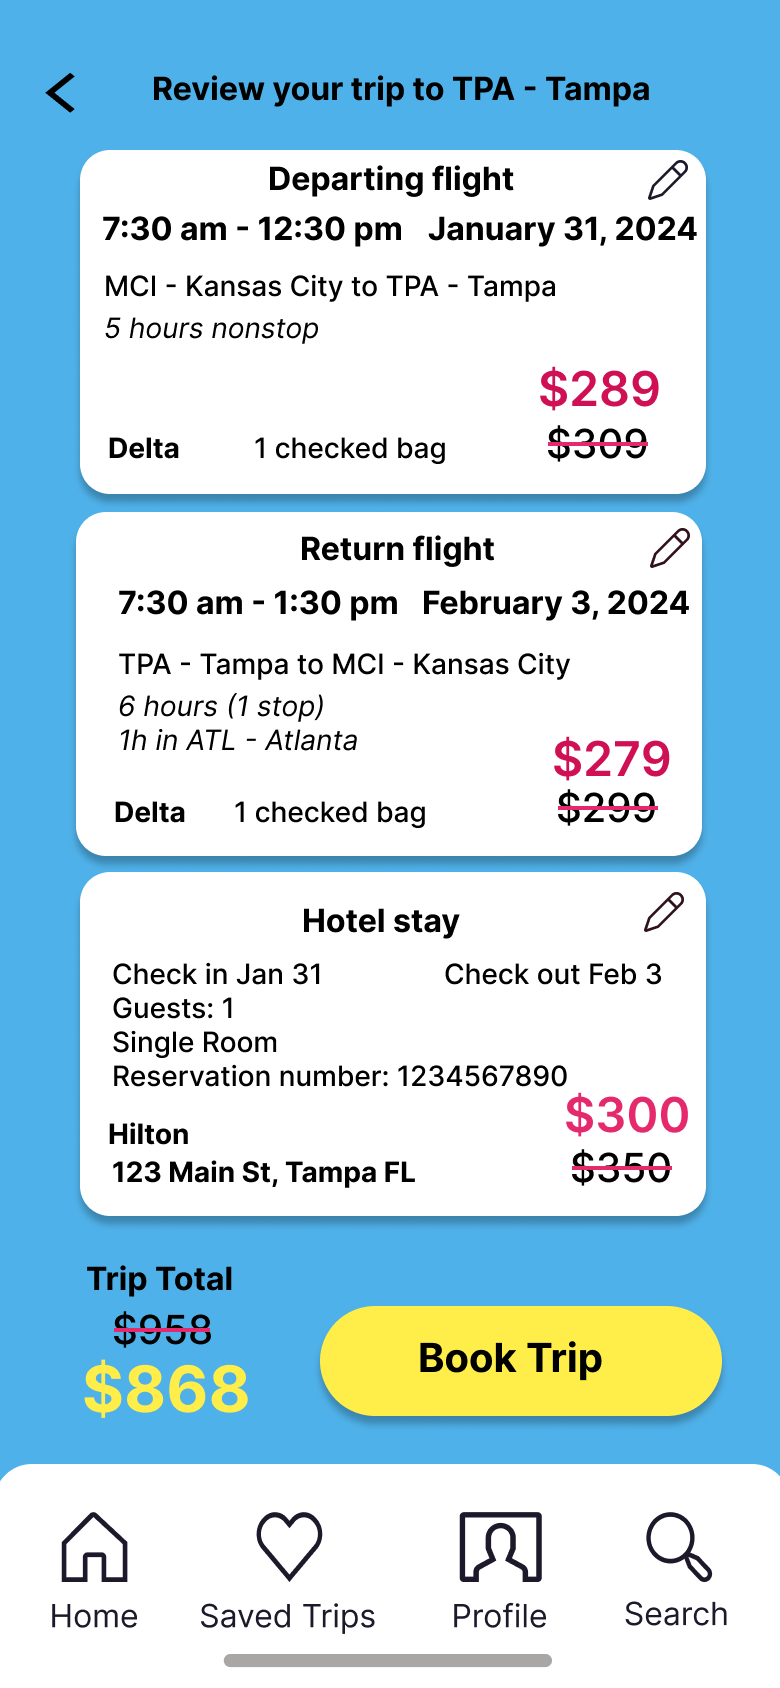 Review your trip to TPA - Tampa
Departing flight
7:30 am - 12:30 pm January 31, 2024
MCI - Kansas City to TPA - Tampa
5 hours nonstop
$289
Delta 1 checked bag $309
Return flight
7:30 am - 1:30 pm February 3, 2024
TPA - Tampa to MCI - Kansas City
6 hours (1 stop)
1h in ATL - Atlanta
$279
Delta 1 checked bag $299
Hotel stay
Check in Jan 31 Check out Feb 3
Guests: 1
Single Room
Reservation number: 1234567890
$300
Hilton
123 Main St, Tampa FL $350
Trip Total
$958
$868
Book Trip
Home Saved Trips Profile Search